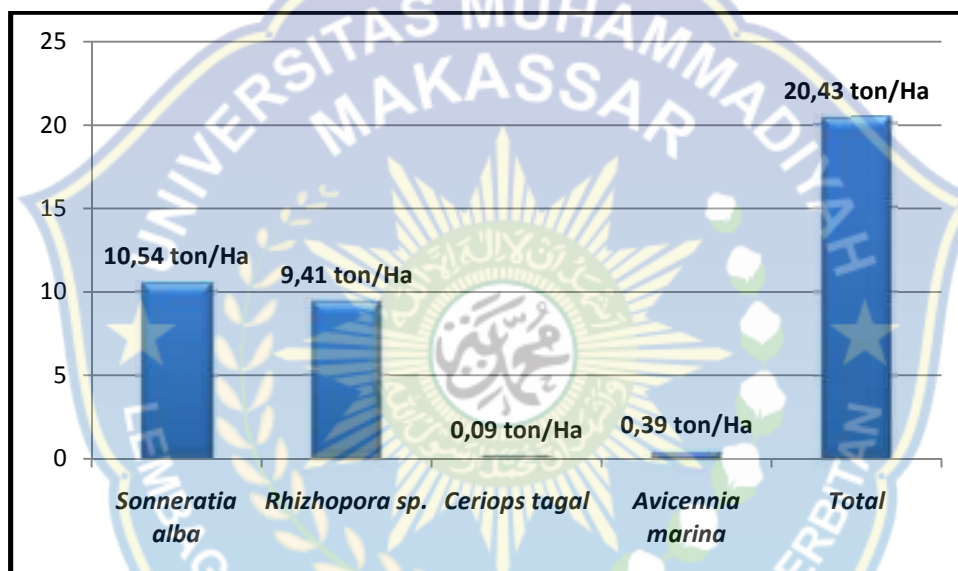 UNIVERSITAS MUHAMMADIYAH
MAKASSAR
25
20
15
10
5
0
10,54 ton/Ha
9,41 ton/Ha
0,09 ton/Ha
0,39 ton/Ha
20,43 ton/Ha
Sonneratia
alba
Rhizhopora sp.
Ceriops tagal
Avicennia
marina
Total